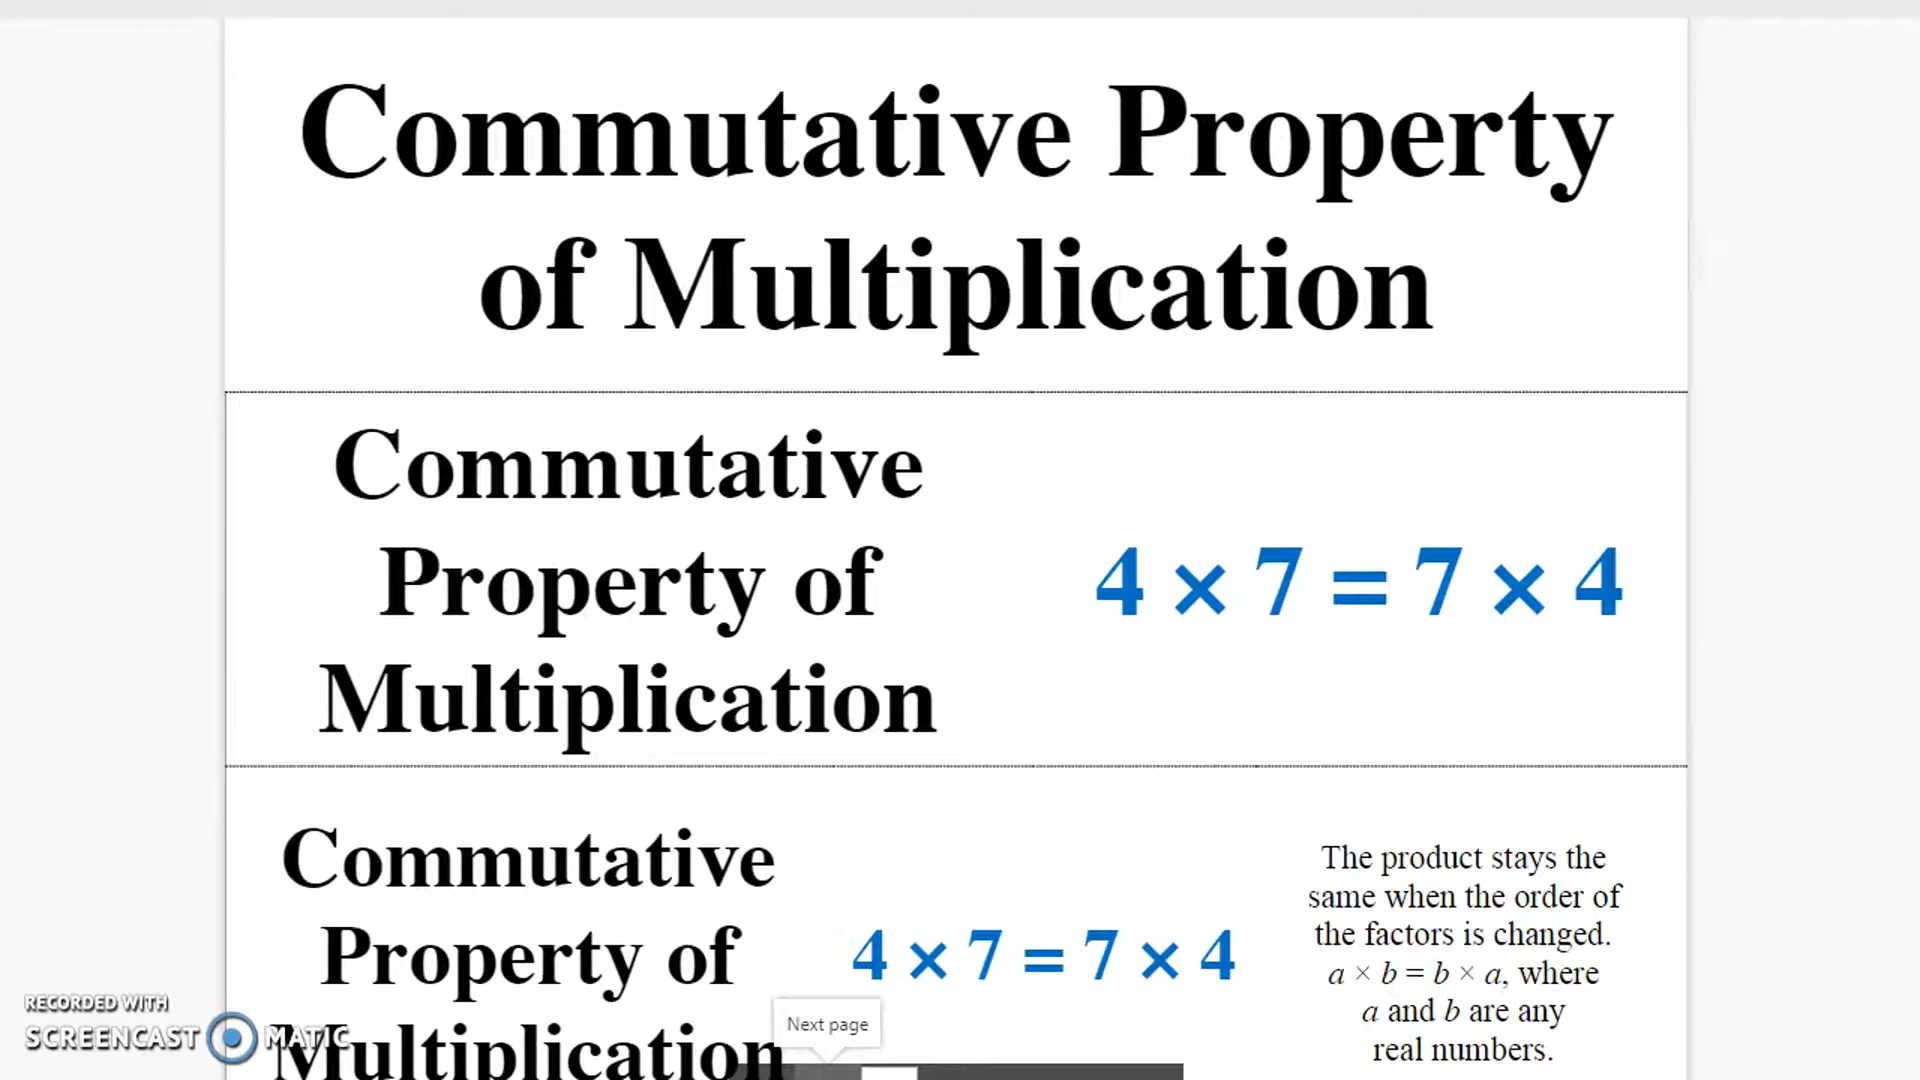 Commutative Property
of Multiplication
Commutative
Property of
Multiplication
4 × 7 = 7 × 4
Commutative
Property of
Multiplication
4 × 7 = 7 × 4
The product stays the
same when the order of
the factors is changed.
a × b = b × a, where
a and b are any
real numbers.
Next page
RECORDED WITH
SCREENCAST MATIC